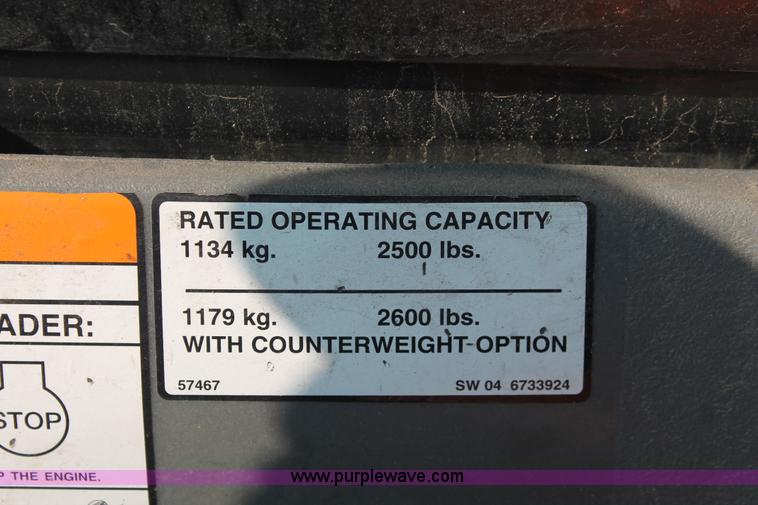 RATED OPERATING CAPACITY
1134 kg. 2500 lbs.
1179 kg. 2600 lbs.
WITH COUNTERWEIGHT OPTION
57467 SW 04 6733924
ADER:
STOP
P THE ENGINE.
www.purplewave.com